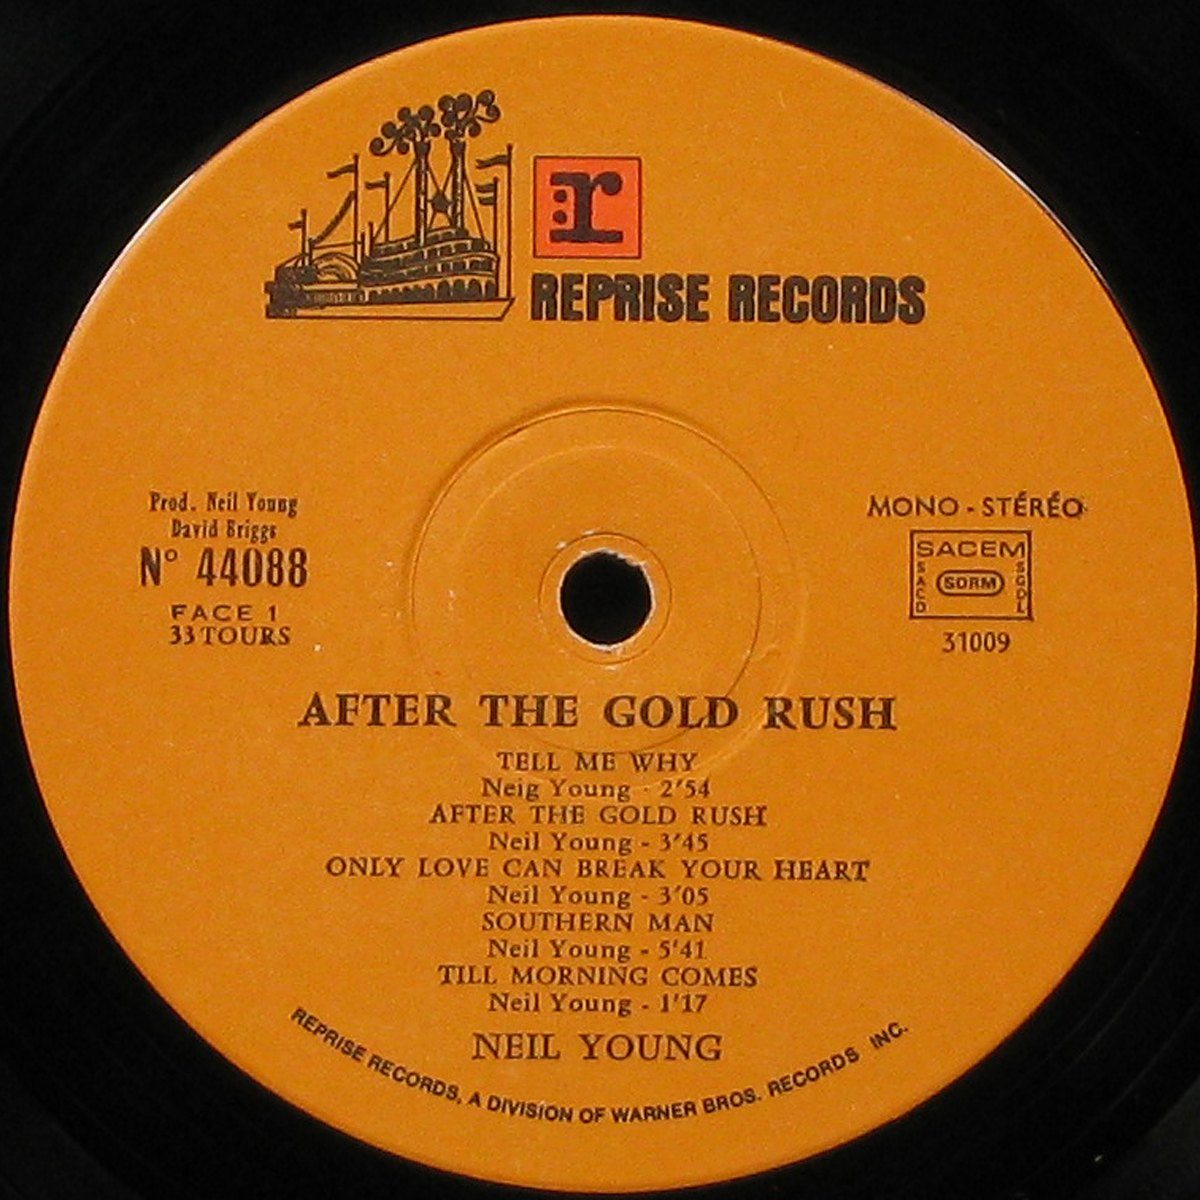 r
REPRISE RECORDS
Prod. Neil Young
David Briggs
N° 44088
FACE 1
33 TOURS
MONO - STÉRÉO
SACEM
SACD
SDRM
SGDL
31009
AFTER THE GOLD RUSH
TELL ME WHY
Neig Young - 2'54
AFTER THE GOLD RUSH
Neil Young - 3'45
ONLY LOVE CAN BREAK YOUR HEART
Neil Young - 3'05
SOUTHERN MAN
Neil Young - 5'41
TILL MORNING COMES
Neil Young - 1'17
NEIL YOUNG
REPRISE RECORDS, A DIVISION OF WARNER BROS. RECORDS INC.